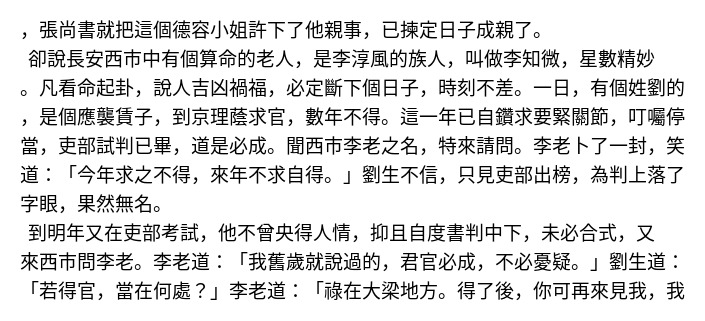 ，張尚書就把這個德容小姐許下了他親事，已揀定日子成親了。
卻說長安西市中有個算命的老人，是李淳風的族人，叫做李知微，星數精妙
。凡看命起卦，說人吉凶禍福，必定斷下個日子，時刻不差。一日，有個姓劉的
，是個應襲賃子，到京理蔭求官，數年不得。這一年已自鑽求要緊關節，叮囑停
當，吏部試判已畢，道是必成。聞西市李老之名，特來請問。李老卜了一封，笑
道：「今年求之不得，來年不求自得。」劉生不信，只見吏部出榜，為判上落了
字眼，果然無名。
到明年又在吏部考試，他不曾央得人情，抑且自度書判中下，未必合式，又
來西市問李老。李老道：「我舊歲就說過的，君官必成，不必憂疑。」劉生道：
「若得官，當在何處？」李老道：「祿在大梁地方。得了後，你可再來見我，我